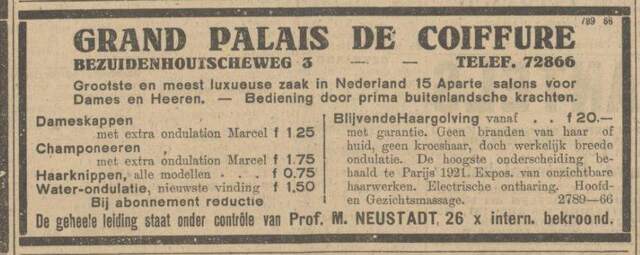 789 66
GRAND PALAIS DE COIFFURE
BEZUIDENHOUTSCHEWEG 3 — — TELEF. 72866
Grootste en meest luxueuse zaak in Nederland 15 Aparte salons voor
Dames en Heeren. — Bediening door prima buitenlandsche krachten.
Dameskappen
met extra ondulation Marcel f 1.25
Champoneeren
met extra ondulation Marcel f 1.75
Haarknippen, alle modellen . . . f 0.75
Water-ondulatie, nieuwste vinding f 1,50
Bij abonnement reductie
Blijvende Haargolving vanaf . . f 20.—
met garantie. Geen branden van haar of
huid, geen kroeshaar, doch werkelijk breede
ondulatie. De hoogste onderscheiding be-
haald te Parijs 1921. Expos. van onzichtbare
haarwerken. Electrische ontharing. Hoofd-
en Gezichtsmassage. 2789—66
De geheele leiding staat onder contrôle van Prof. M. NEUSTADT, 26 x intern. bekroond.